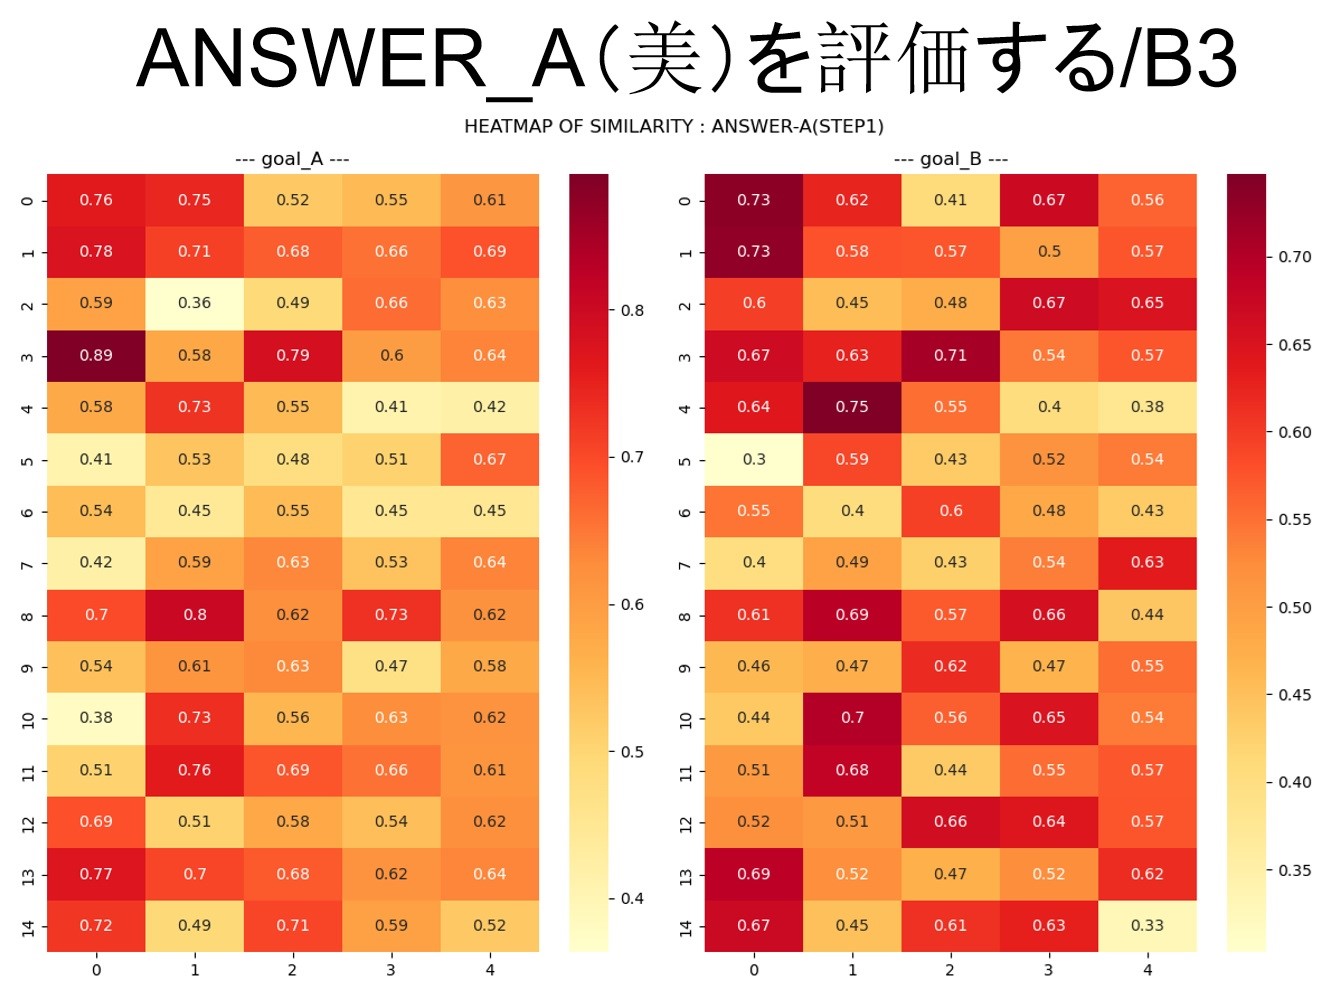 ANSWER_A(美)を評価する/B3
HEATMAP OF SIMILARITY : ANSWER-A(STEP1)
--- goal_A ---
0 0.76 0.75 0.52 0.55 0.61
1 0.78 0.71 0.68 0.66 0.69
2 0.59 0.36 0.49 0.66 0.63
3 0.89 0.58 0.79 0.6 0.64
4 0.58 0.73 0.55 0.41 0.42
5 0.41 0.53 0.48 0.51 0.67
6 0.54 0.45 0.55 0.45 0.45
7 0.42 0.59 0.63 0.53 0.64
8 0.7 0.8 0.62 0.73 0.62
9 0.54 0.61 0.63 0.47 0.58
10 0.38 0.73 0.56 0.63 0.62
11 0.51 0.76 0.69 0.66 0.61
12 0.69 0.51 0.58 0.54 0.62
13 0.77 0.7 0.68 0.62 0.64
14 0.72 0.49 0.71 0.59 0.52
0 1 2 3 4
0.8
0.7
0.6
0.5
0.4
--- goal_B ---
0 0.73 0.62 0.41 0.67 0.56
1 0.73 0.58 0.57 0.5 0.57
2 0.6 0.45 0.48 0.67 0.65
3 0.67 0.63 0.71 0.54 0.57
4 0.64 0.75 0.55 0.4 0.38
5 0.3 0.59 0.43 0.52 0.54
6 0.55 0.4 0.6 0.48 0.43
7 0.4 0.49 0.43 0.54 0.63
8 0.61 0.69 0.57 0.66 0.44
9 0.46 0.47 0.62 0.47 0.55
10 0.44 0.7 0.56 0.65 0.54
11 0.51 0.68 0.44 0.55 0.57
12 0.52 0.51 0.66 0.64 0.57
13 0.69 0.52 0.47 0.52 0.62
14 0.67 0.45 0.61 0.63 0.33
0 1 2 3 4
0.70
0.65
0.60
0.55
0.50
0.45
0.40
0.35